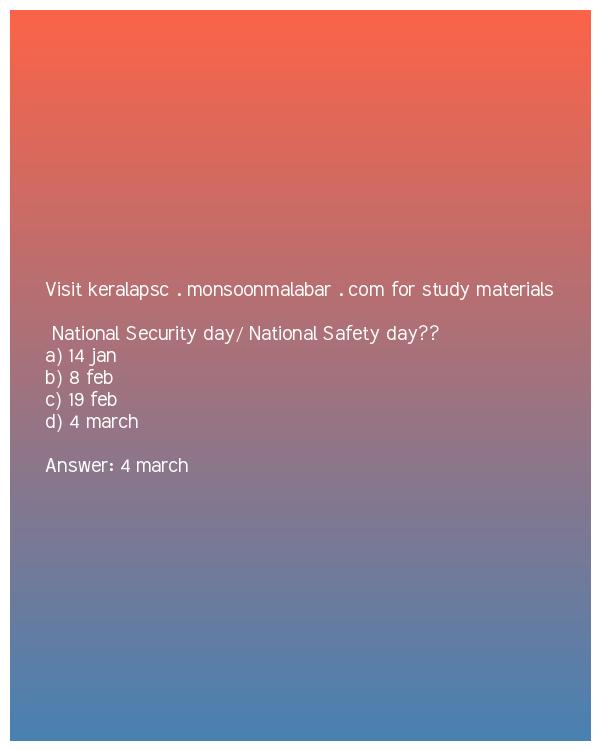 Visit keralapsc . monsoonmalabar . com for study materials
National Security day/ National Safety day??
a) 14 jan
b) 8 feb
c) 19 feb
d) 4 march
Answer: 4 march